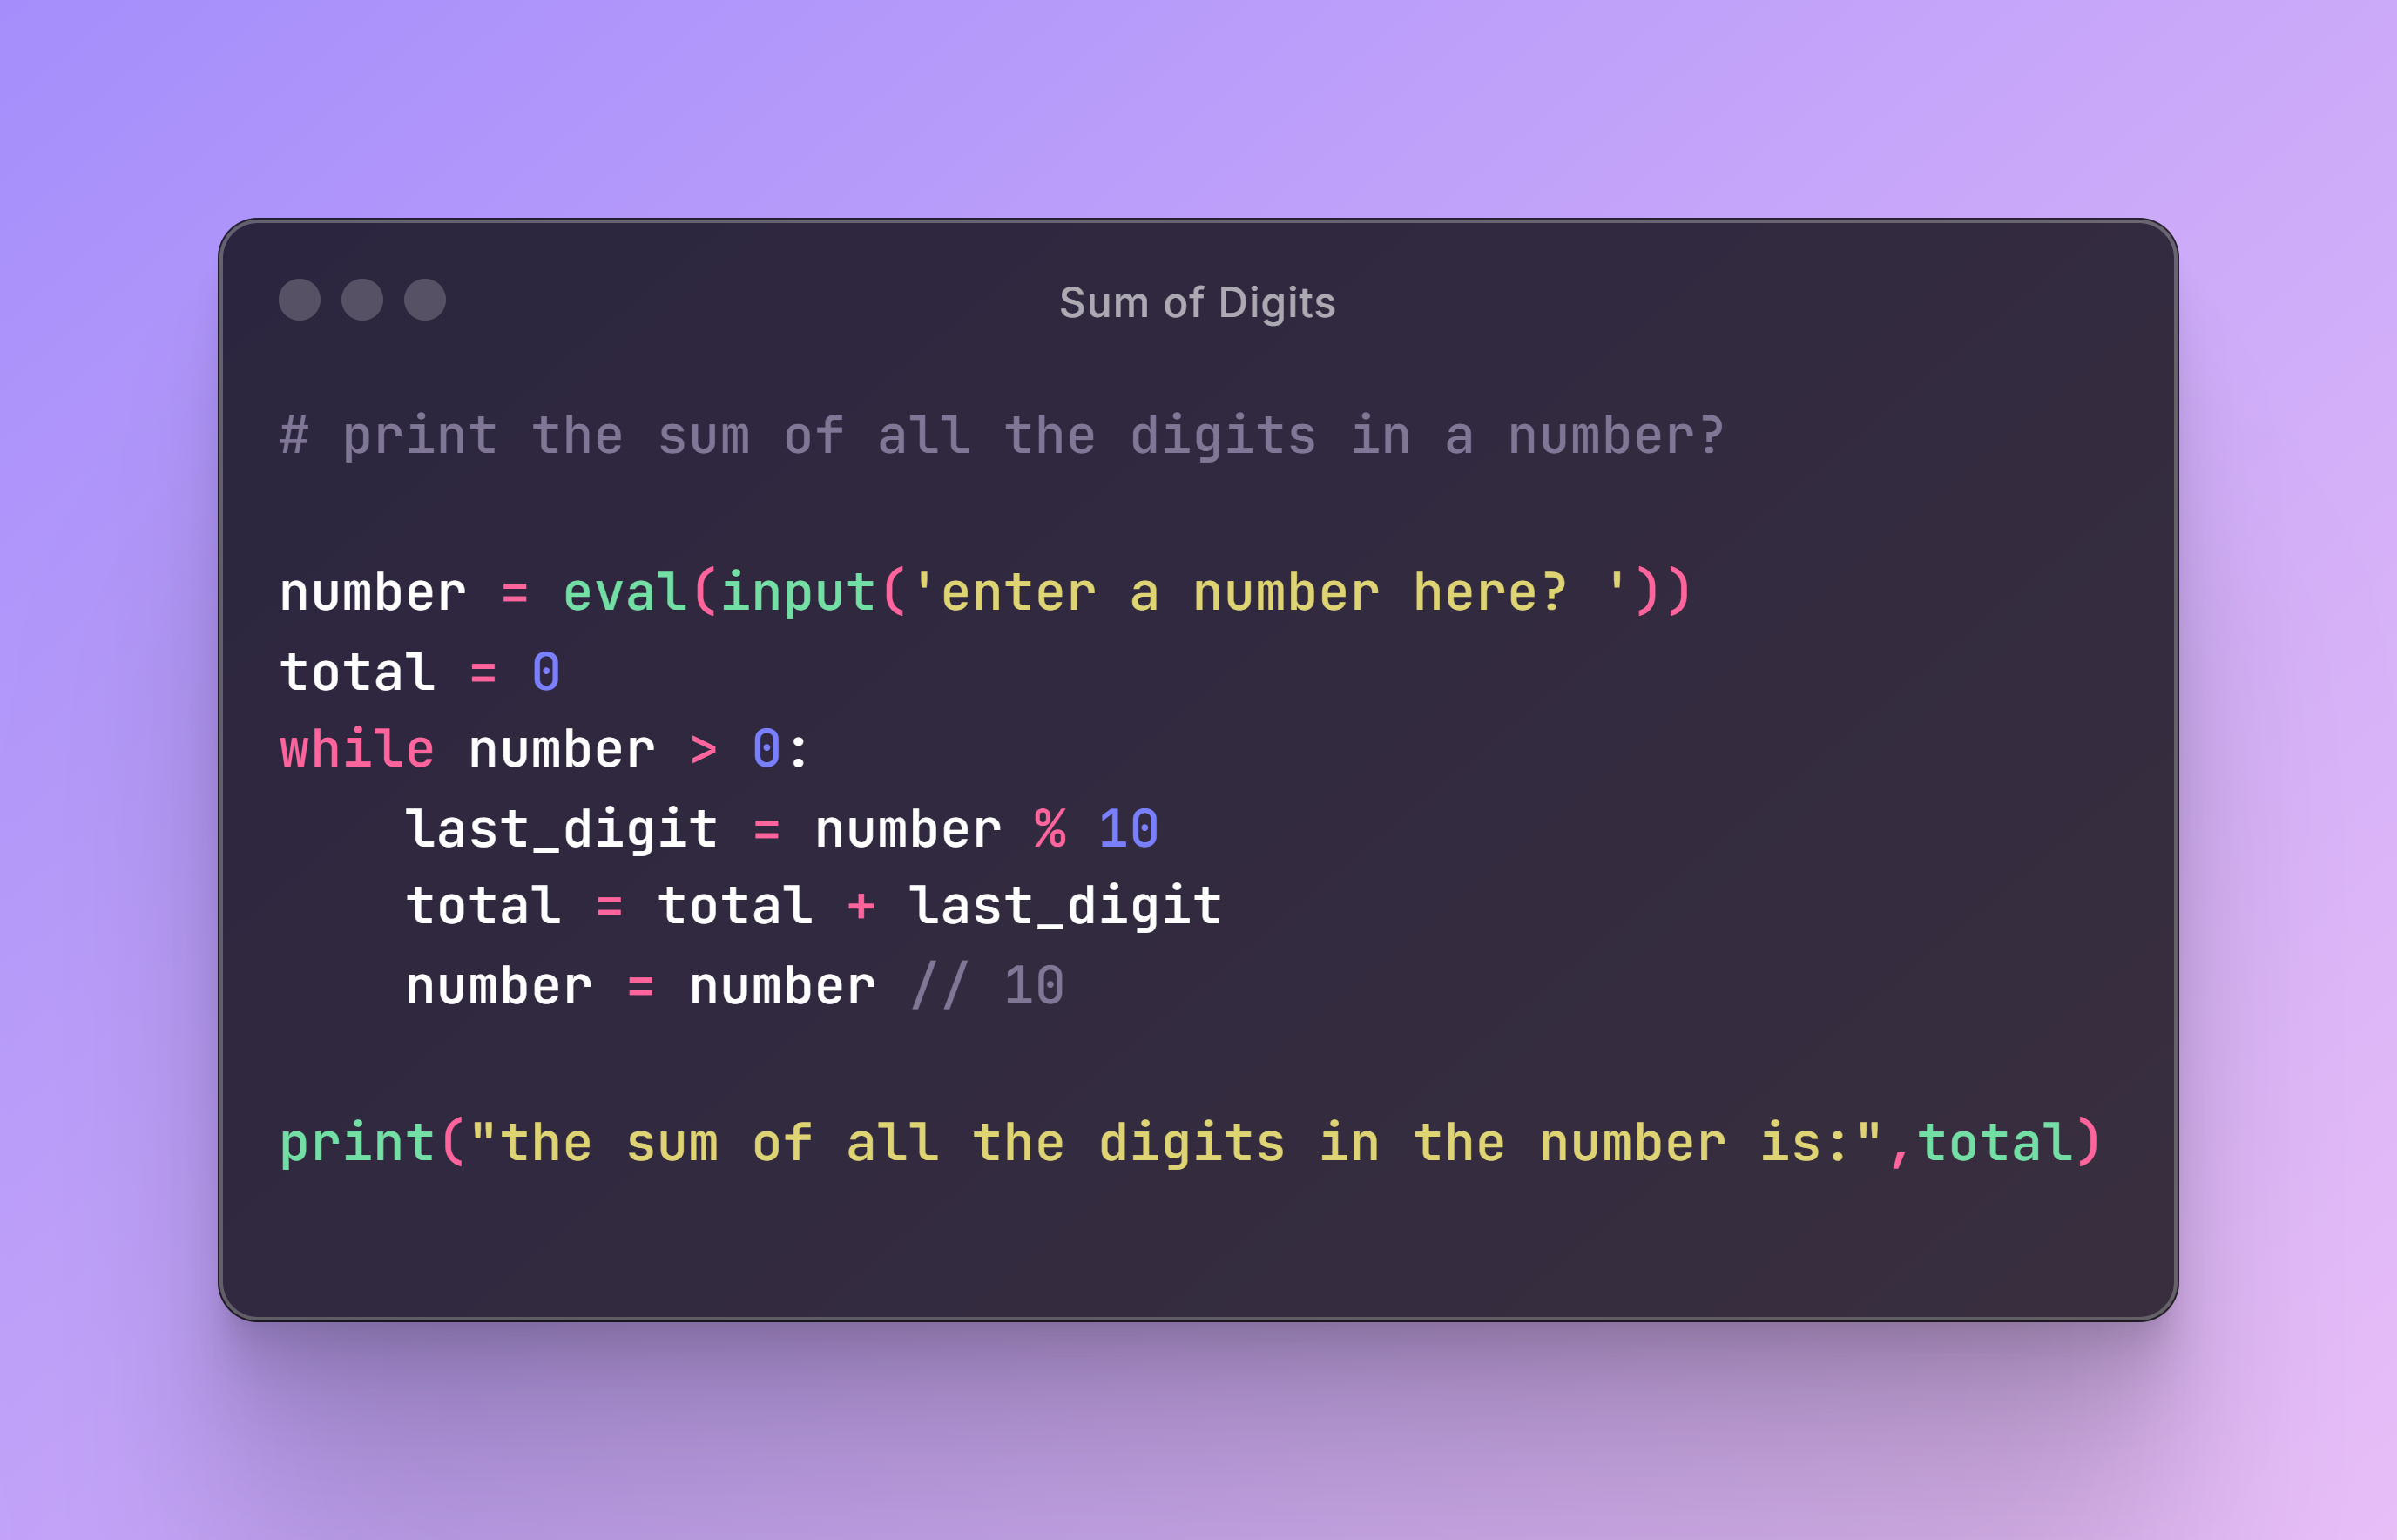 Sum of Digits
# print the sum of all the digits in a number?
number = eval(input('enter a number here? '))
total = 0
while number > 0:
    last_digit = number % 10
    total = total + last_digit
    number = number // 10
print("the sum of all the digits in the number is:",total)